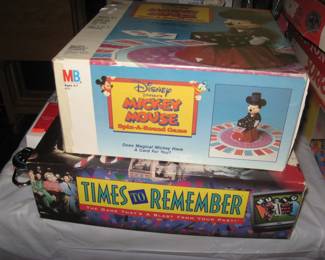 MB
Ages 4-7
Disney
MICKEY
MOUSE
Spin-A-Round Game
Does Magical Mickey Have
A Card for You?
TIMES TO REMEMBER
THE GAME THAT'S A BLAST FROM YOUR PAST!